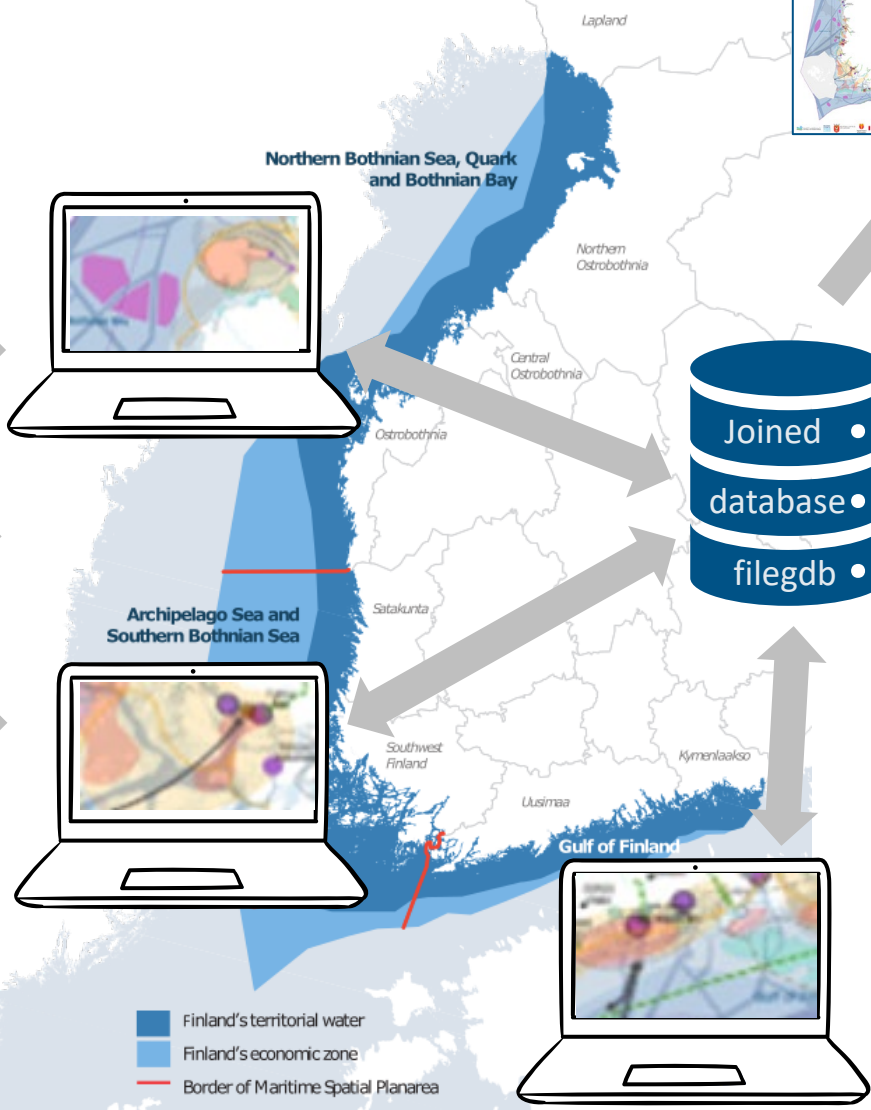 Lapland
Northern Bothnian Sea, Quark
and Bothnian Bay
Northern
Ostrobothnia
Central
Ostrobothnia
Joined
Ostrobothnia
database
filegdb
Archipelago Sea and
Southern Bothnian Sea
Satakunta
Southwest
Finland
Kymenlaakso
Uusimaa
Gulf of Finland
Finland's territorial water
Finland's economic zone
Border of Maritime Spatial Planarea